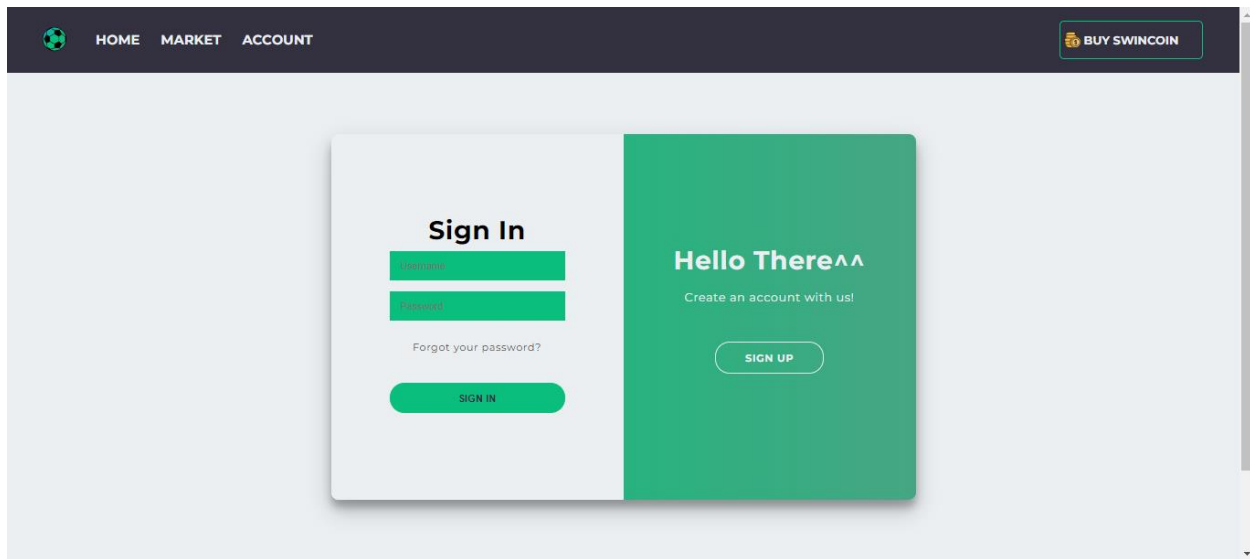 HOME MARKET ACCOUNT
BUY SWINCOIN
Sign In
Username
Password
Forgot your password?
SIGN IN
Hello There^^
Create an account with us!
SIGN UP